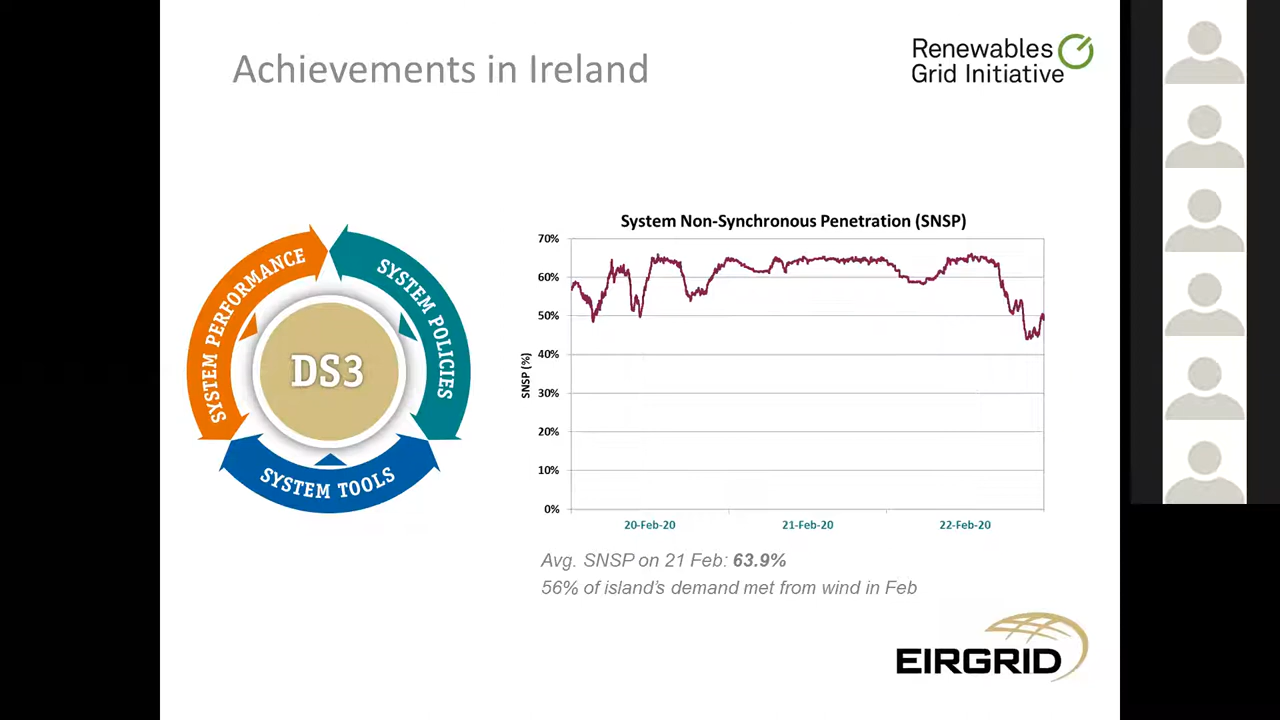 Achievements in Ireland
Renewables
Grid Initiative
SYSTEM PERFORMANCE
SYSTEM POLICIES
DS3
SYSTEM TOOLS
System Non-Synchronous Penetration (SNSP)
SNSP (%)
70%
60%
50%
40%
30%
20%
10%
0%
20-Feb-20
21-Feb-20
22-Feb-20
Avg. SNSP on 21 Feb: 63.9%
56% of island's demand met from wind in Feb
EIRGRID